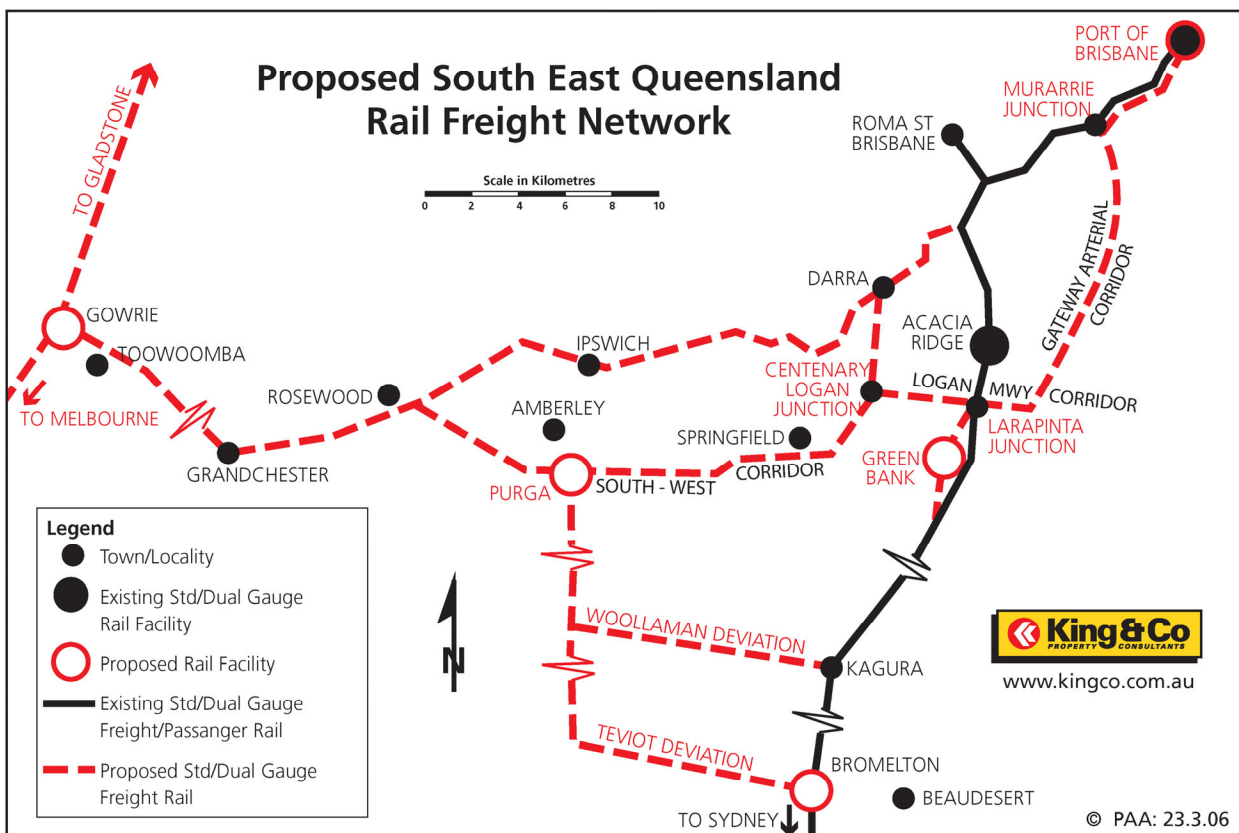 Proposed South East Queensland
Rail Freight Network
Scale in Kilometres
0 2 4 6 8 10
PORT OF
BRISBANE
MURARRIE
JUNCTION
ROMA ST
BRISBANE
TO GLADSTONE
GOWRIE
TOOWOOMBA
TO MELBOURNE
GRANDCHESTER
ROSEWOOD
IPSWICH
AMBERLEY
DARRA
ACACIA
RIDGE
GATEWAY ARTERIAL
CORRIDOR
CENTENARY
LOGAN
JUNCTION
LOGAN MWY CORRIDOR
LARAPINTA
JUNCTION
SPRINGFIELD
GREEN
BANK
PURGA
SOUTH - WEST CORRIDOR
WOOLLAMAN DEVIATION
KAGURA
TEVIOT DEVIATION
BROMELTON
BEAUDESERT
TO SYDNEY
N
Legend
Town/Locality
Existing Std/Dual Gauge
Rail Facility
Proposed Rail Facility
Existing Std/Dual Gauge
Freight/Passanger Rail
Proposed Std/Dual Gauge
Freight Rail
King&Co
PROPERTY CONSULTANTS
www.kingco.com.au
© PAA: 23.3.06